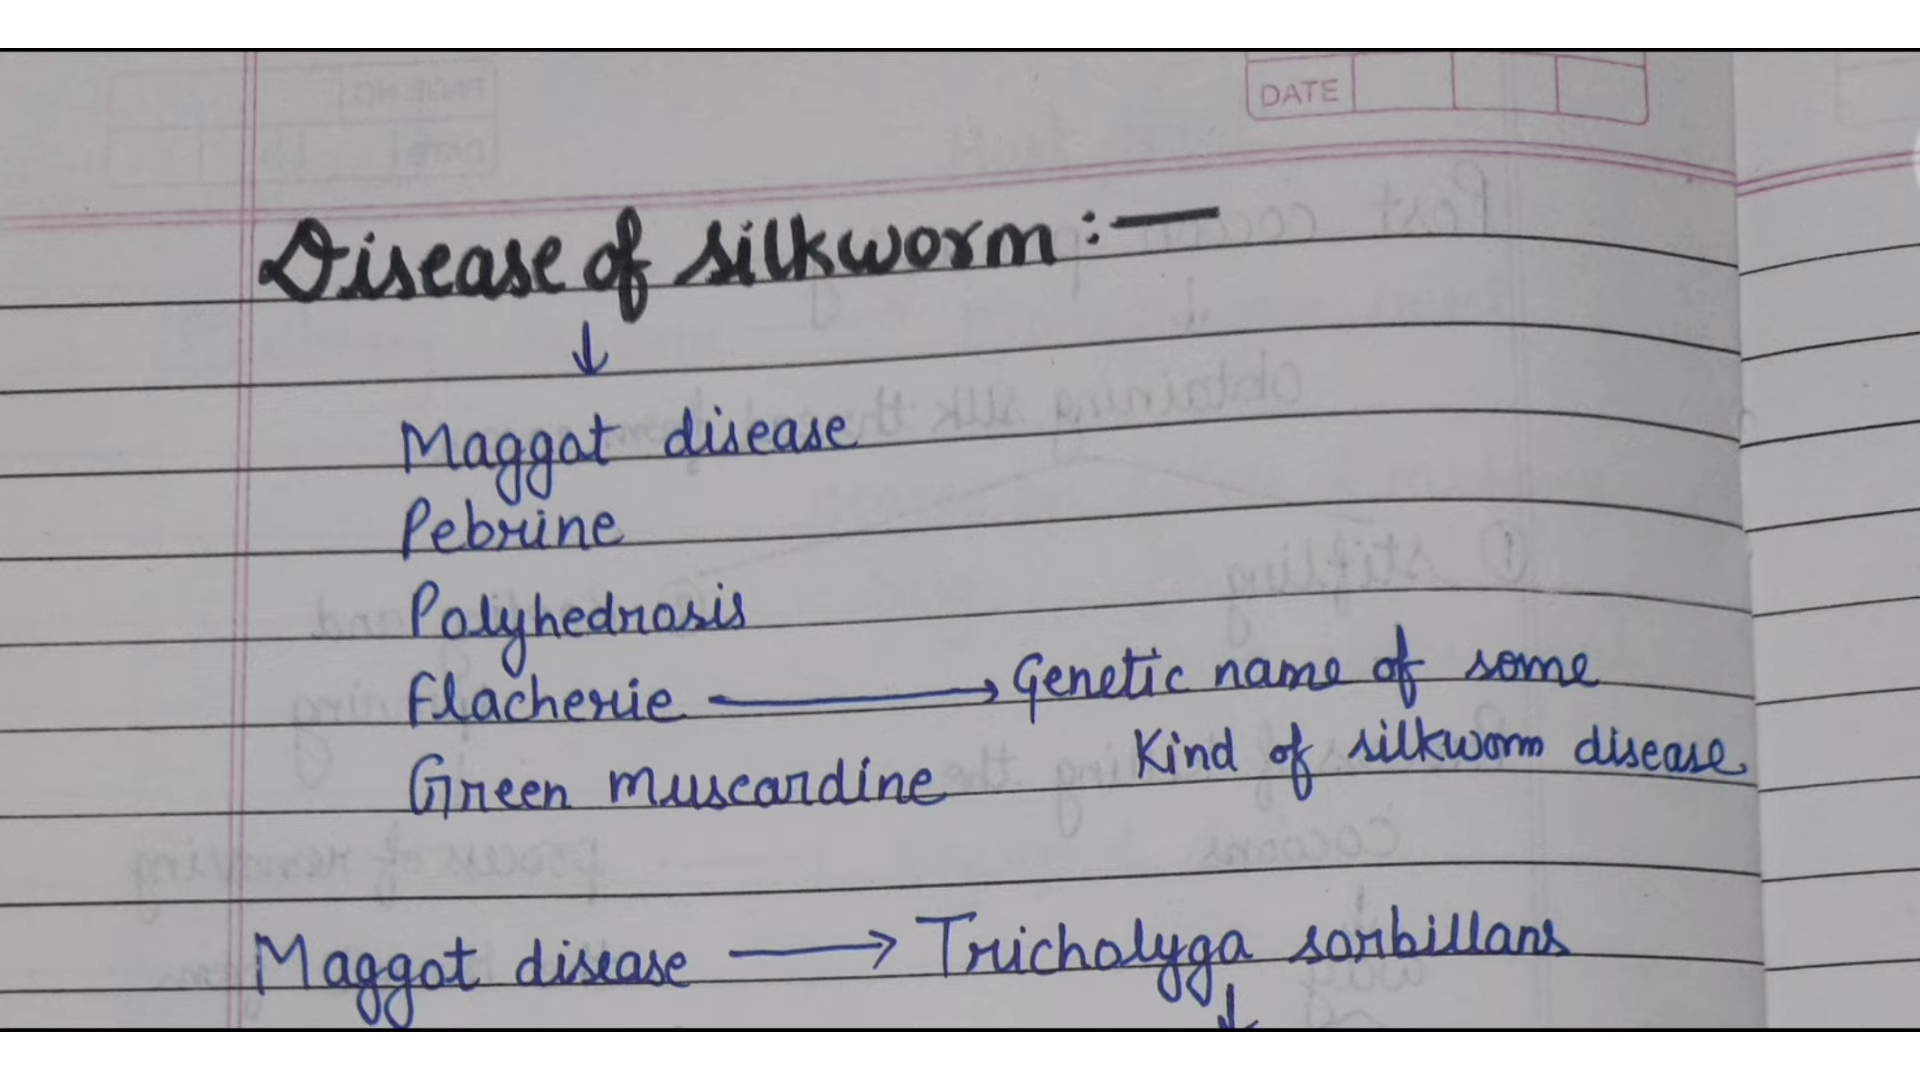 DATE
Disease of silkworm :—
↓
Maggot disease
Pebrine
Polyhedrosis
Flacherie → Genetic name of some
Kind of silkworm disease
Green muscardine
Maggot disease → Tricholyga sorbillans
↓